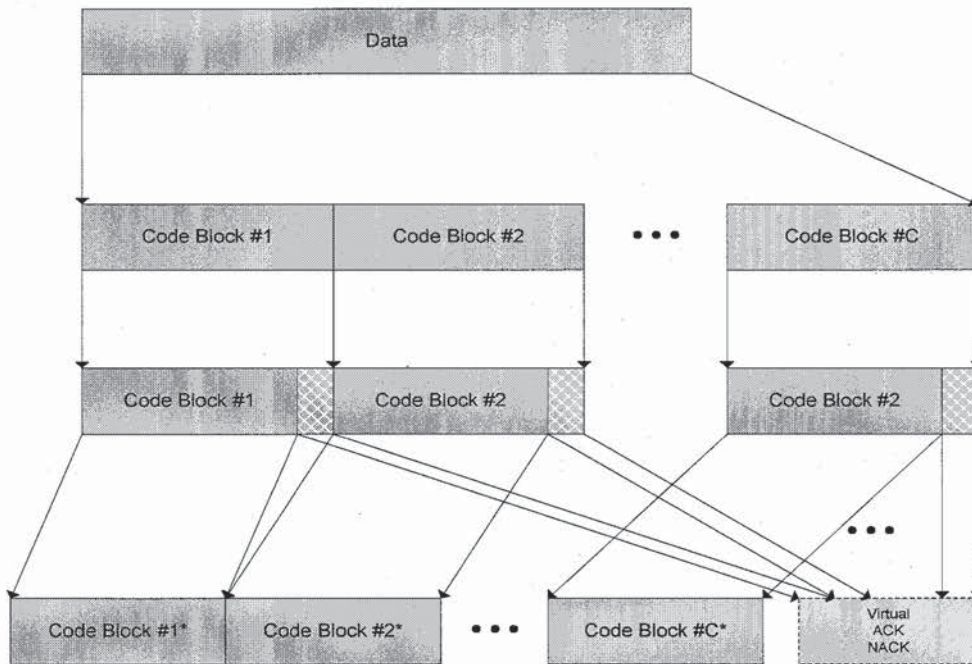 Data
Code Block #1
Code Block #2
Code Block #C
Code Block #1
Code Block #2
Code Block #2
Code Block #1*
Code Block #2*
Code Block #C*
Virtual
ACK
NACK